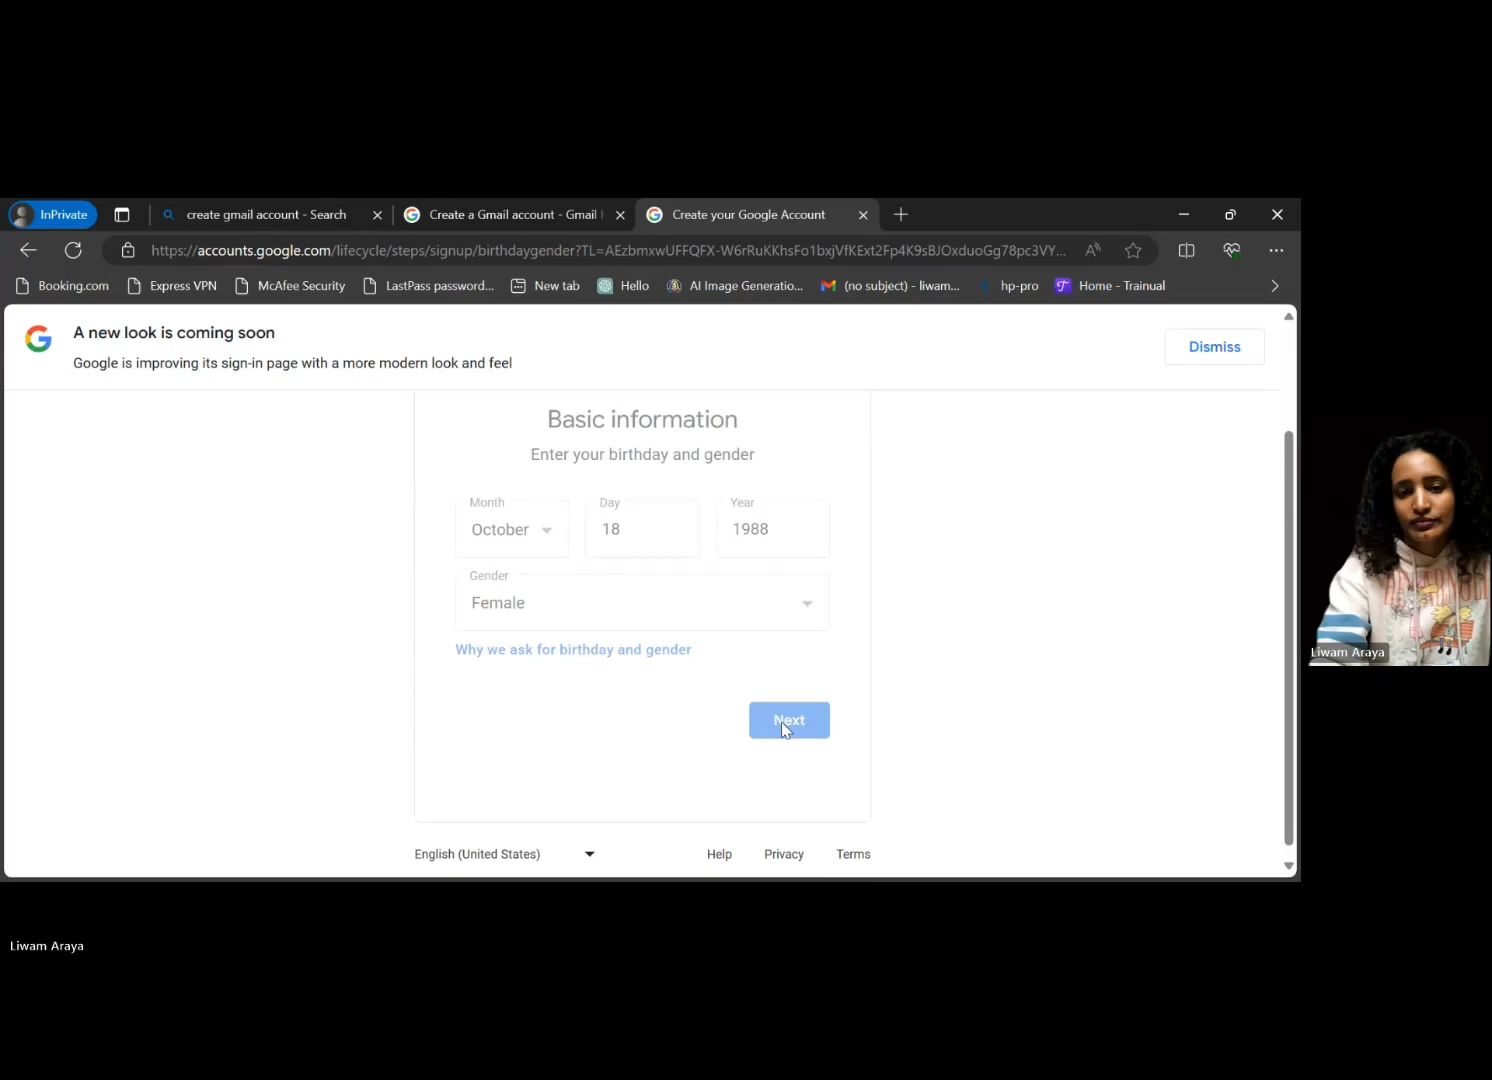 InPrivate
create gmail account - Search
Create a Gmail account - Gmail
Create your Google Account
https://accounts.google.com/lifecycle/steps/signup/birthdaygender?TL=
Booking.com
Express VPN
McAfee Security
LastPass password...
New tab
Hello
AI Image Generatio...
(no subject) - liwam...
hp-pro
Home - Trainual
A new look is coming soon
Google is improving its sign-in page with a more modern look and feel
Dismiss
Basic information
Enter your birthday and gender
Month
Day
Year
October
18
1988
Gender
Female
Why we ask for birthday and gender
Next
English (United States)
Help
Privacy
Terms
Liwam Araya
Liwam Araya